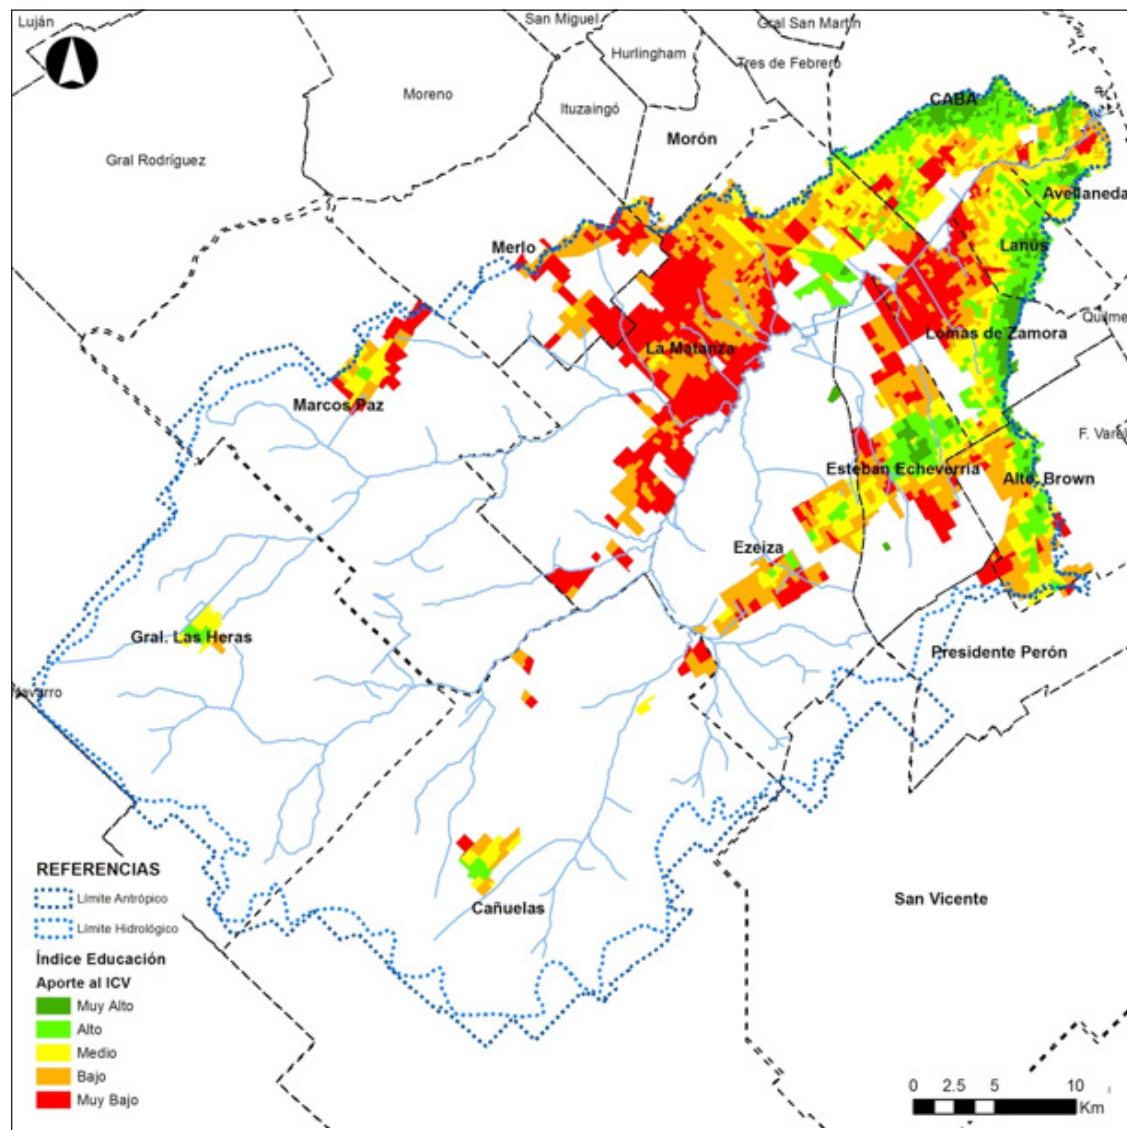 Luján
San Miguel
Gral San Martín
Hurlingham
Tres de Febrero
Moreno
Ituzaingó
CABA
Morón
Gral Rodríguez
Avellaneda
Merlo
Lanús
Quilme
Lomas de Zamora
La Matanza
Marcos Paz
F. Varel
Esteban Echeverria
Alto. Brown
Ezeiza
Gral. Las Heras
Presidente Perón
Navarro
REFERENCIAS
Límite Antrópico
Límite Hidrológico
San Vicente
Cañuelas
Índice Educación
Aporte al ICV
Muy Alto
Alto
Medio
Bajo
Muy Bajo
0 2.5 5 10
Km